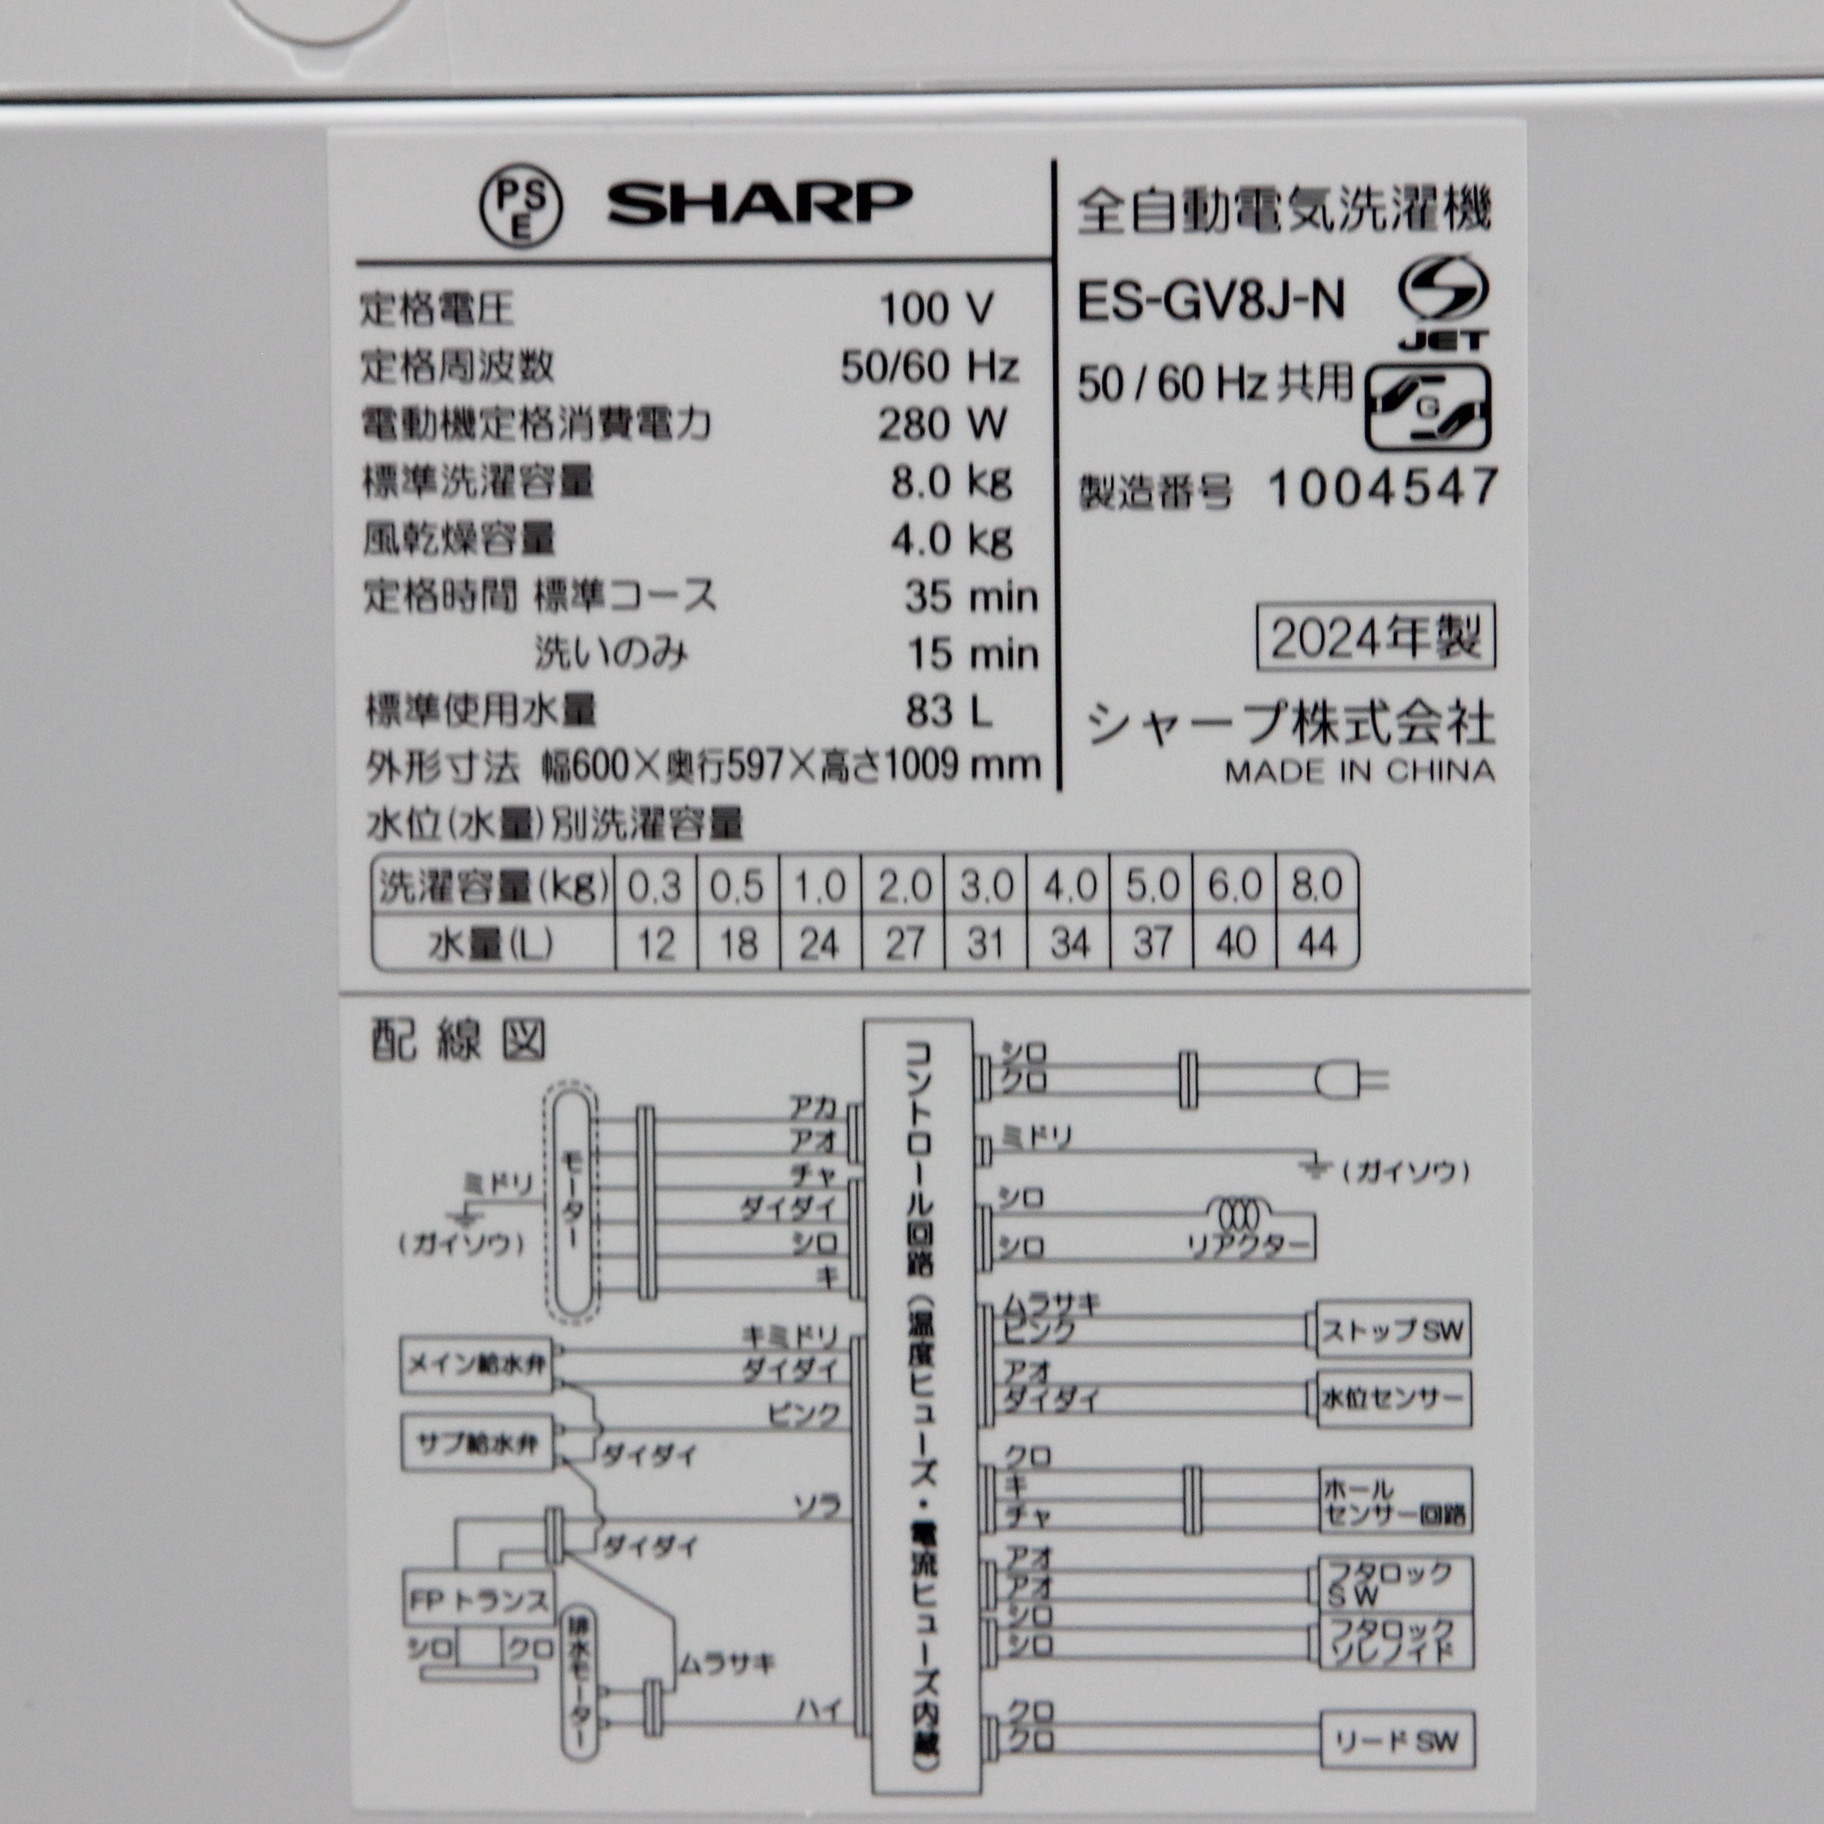 PSE SHARP
定格電圧 100 V
定格周波数 50/60 Hz
電動機定格消費電力 280 W
標準洗濯容量 8.0 kg
風乾燥容量 4.0 kg
定格時間 標準コース 35 min
洗いのみ 15 min
標準使用水量 83 L
外形寸法 幅600×奥行597×高さ1009 mm
全自動電気洗濯機
ES-GV8J-N
JET
50 / 60 Hz 共用
G
製造番号 1004547
2024年製
シャープ株式会社
MADE IN CHINA
水位(水量)別洗濯容量
洗濯容量(kg) 0.3 0.5 1.0 2.0 3.0 4.0 5.0 6.0 8.0
水量(L) 12 18 24 27 31 34 37 40 44
配線図
モーター
ミドリ
(ガイソウ)
アカ
アオ
チャ
ダイダイ
シロ
キ
メイン給水弁
キミドリ
ダイダイ
サブ給水弁
ピンク
ダイダイ
ソラ
ダイダイ
FPトランス
シロ クロ
排水モーター
ムラサキ
ハイ
コントロール回路(温度ヒューズ・電流ヒューズ内蔵)
シロ
クロ
ミドリ
(ガイソウ)
シロ
シロ
リアクター
ムラサキ
ピンク
ストップSW
アオ
ダイダイ
水位センサー
クロ
キ
チャ
ホール
センサー回路
アオ
アオ
フタロック
SW
シロ
シロ
フタロック
ソレノイド
クロ
クロ
リードSW